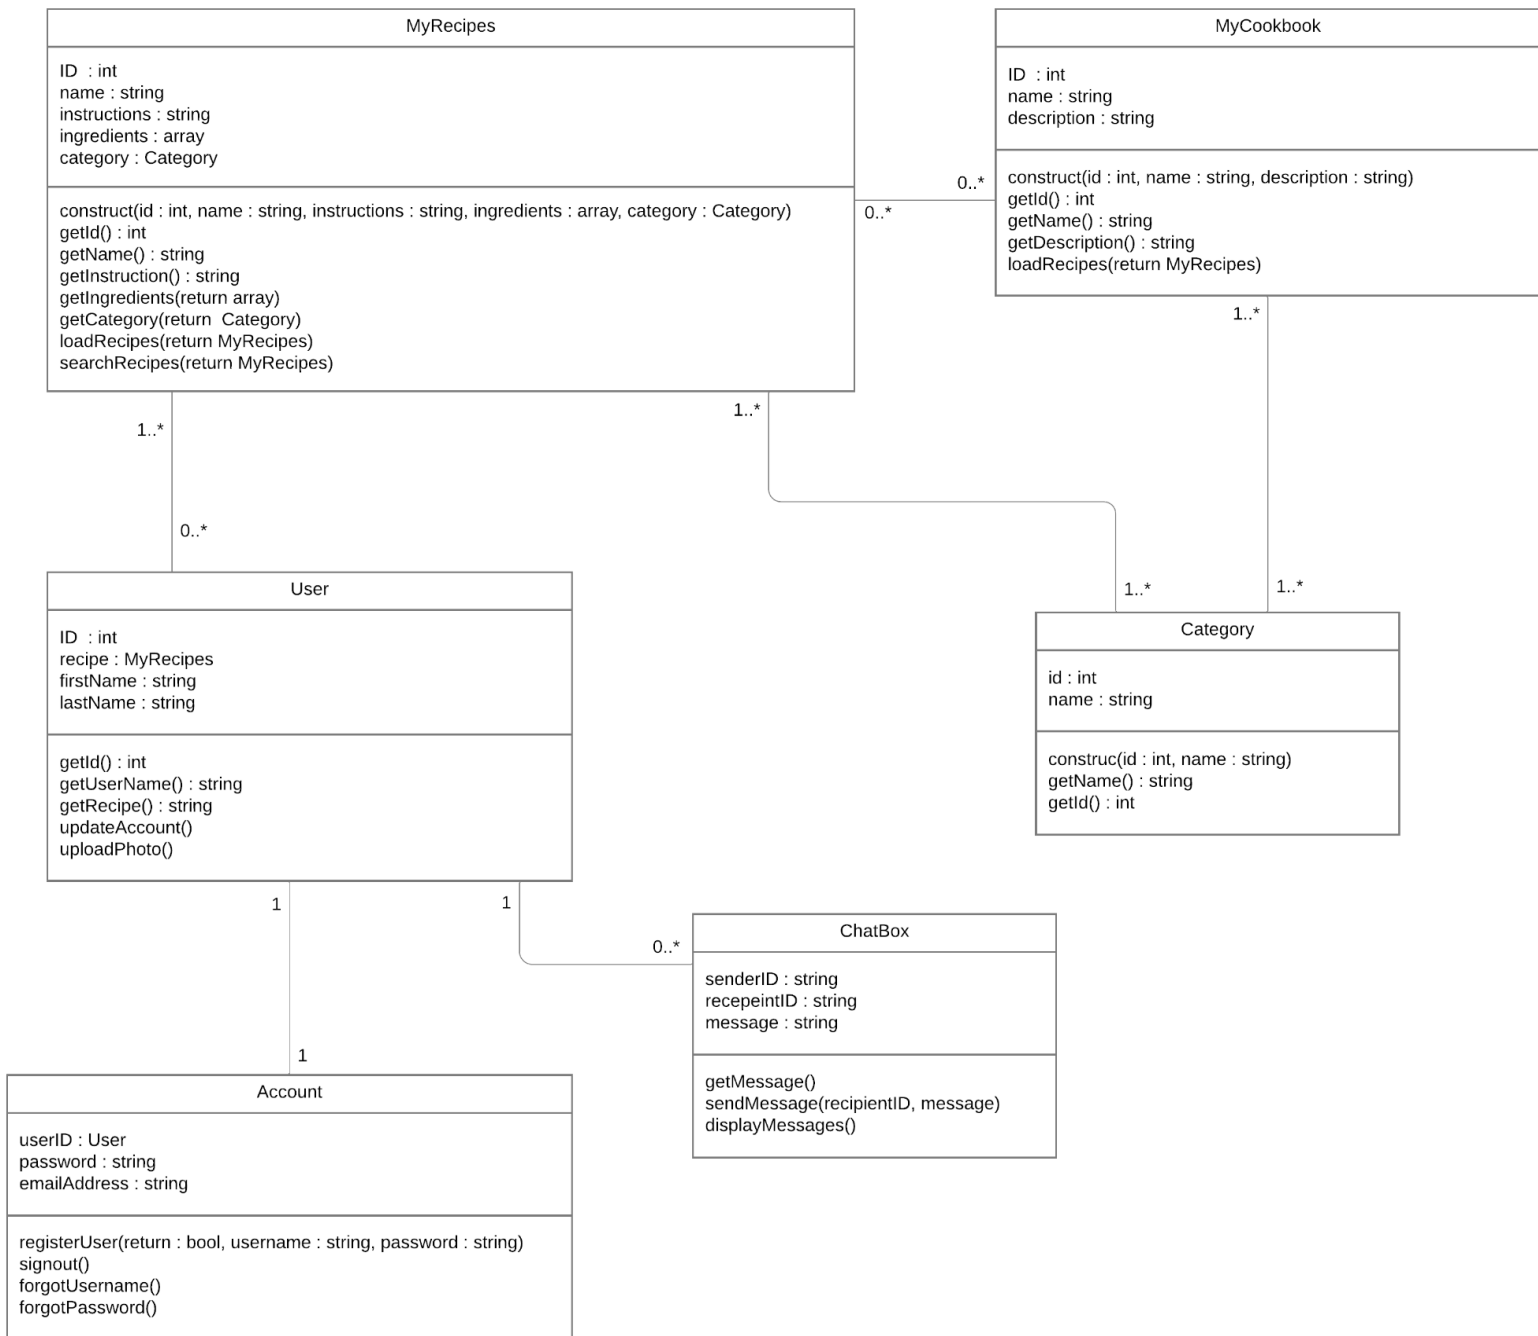 MyRecipes
ID : int
name : string
instructions : string
ingredients : array
category : Category
construct(id : int, name : string, instructions : string, ingredients : array, category : Category)
getId() : int
getName() : string
getInstruction() : string
getIngredients(return array)
getCategory(return Category)
loadRecipes(return MyRecipes)
searchRecipes(return MyRecipes)
MyCookbook
ID : int
name : string
description : string
construct(id : int, name : string, description : string)
getId() : int
getName() : string
getDescription() : string
loadRecipes(return MyRecipes)
0..*
0..*
1..*
1..*
1..*
0..*
1..*
1..*
User
ID : int
recipe : MyRecipes
firstName : string
lastName : string
getId() : int
getUserName() : string
getRecipe() : string
updateAccount()
uploadPhoto()
Category
id : int
name : string
construc(id : int, name : string)
getName() : string
getId() : int
1
1
0..*
1
ChatBox
senderID : string
recepeintID : string
message : string
getMessage()
sendMessage(recipientID, message)
displayMessages()
Account
userID : User
password : string
emailAddress : string
registerUser(return : bool, username : string, password : string)
signout()
forgotUsername()
forgotPassword()